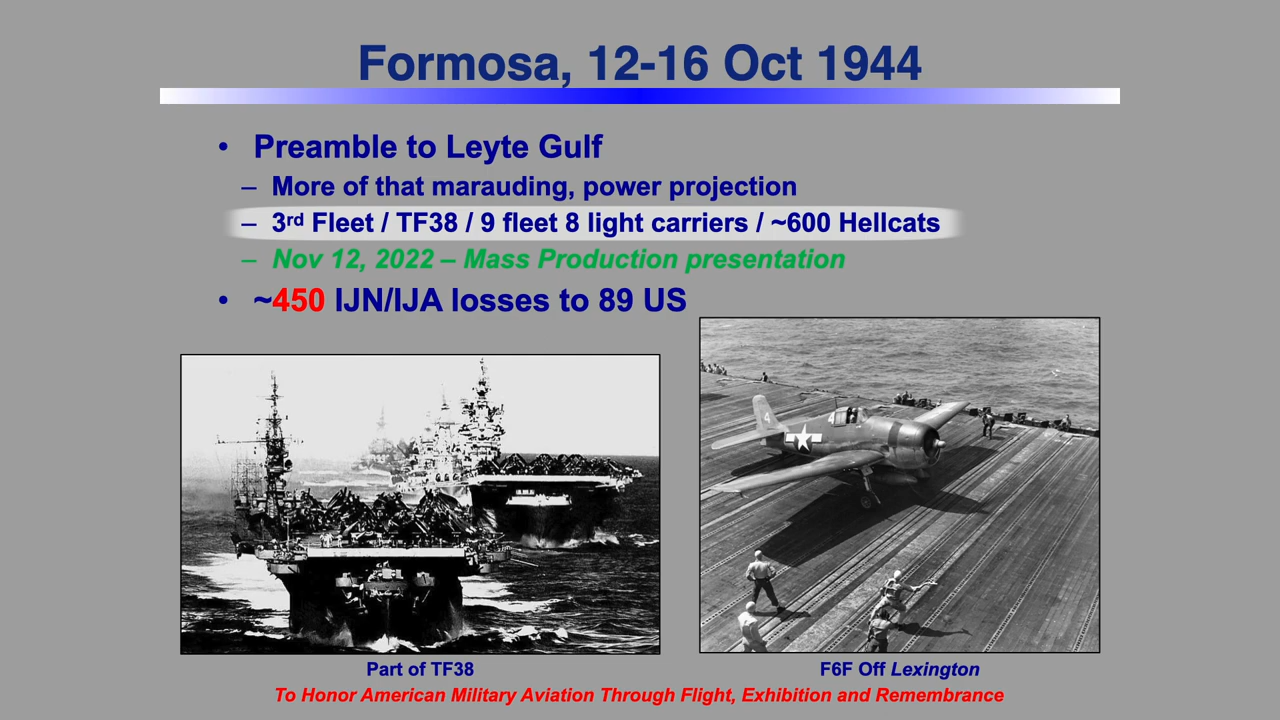 Formosa, 12-16 Oct 1944
• Preamble to Leyte Gulf
– More of that marauding, power projection
– 3rd Fleet / TF38 / 9 fleet 8 light carriers / ~600 Hellcats
– Nov 12, 2022 – Mass Production presentation
• ~450 IJN/IJA losses to 89 US
4
4
Part of TF38
F6F Off Lexington
To Honor American Military Aviation Through Flight, Exhibition and Remembrance